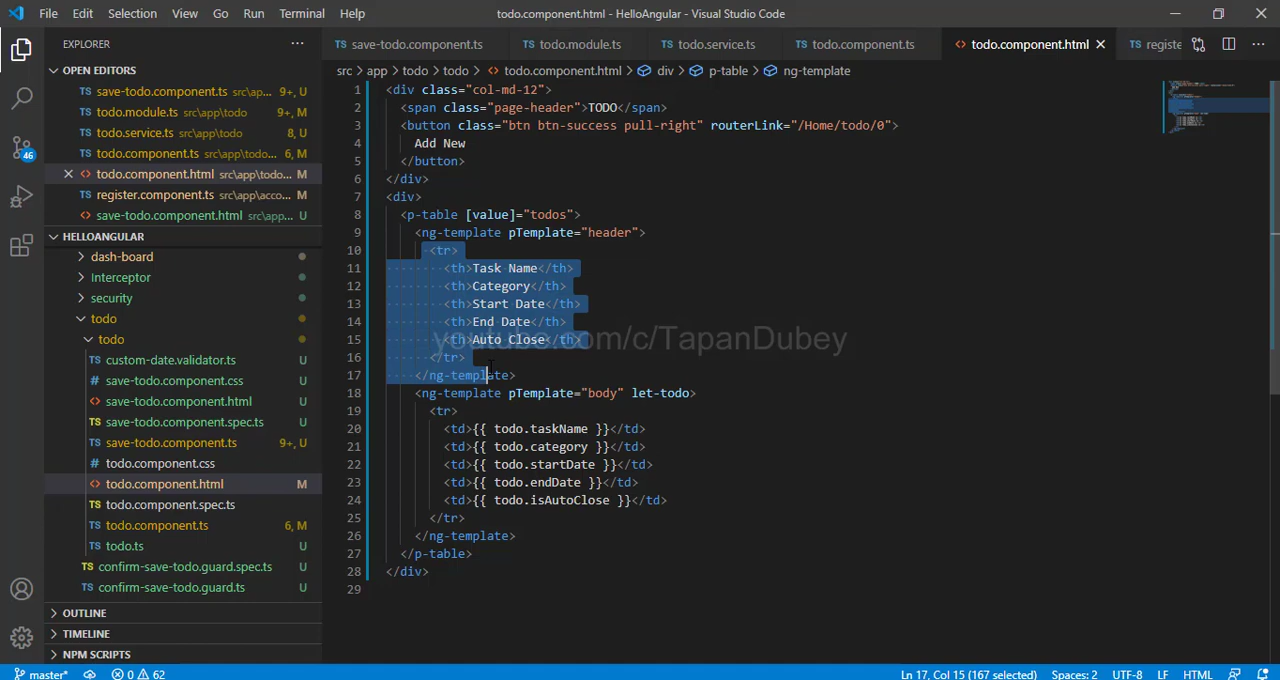 File Edit Selection View Go Run Terminal Help todo.component.html - HelloAngular - Visual Studio Code
EXPLORER
OPEN EDITORS
save-todo.component.ts src\ap... 9+, U
todo.module.ts src\app\todo 9+, M
todo.service.ts src\app\todo 8, U
todo.component.ts src\app\todo... 6, M
todo.component.html src\app\todo... M
register.component.ts src\app\acco... M
save-todo.component.html src\app... U
HELLOANGULAR
dash-board
Interceptor
security
todo
todo
custom-date.validator.ts U
save-todo.component.css U
save-todo.component.html U
save-todo.component.spec.ts U
save-todo.component.ts 9+, U
todo.component.css
todo.component.html M
todo.component.spec.ts
todo.component.ts 6, M
todo.ts U
confirm-save-todo.guard.spec.ts U
confirm-save-todo.guard.ts U
OUTLINE
TIMELINE
NPM SCRIPTS
save-todo.component.ts todo.module.ts todo.service.ts todo.component.ts todo.component.html registe
src > app > todo > todo > todo.component.html > div > p-table > ng-template
1 <div class="col-md-12">
2 <span class="page-header">TODO</span>
3 <button class="btn btn-success pull-right" routerLink="/Home/todo/0">
4 Add New
5 </button>
6 </div>
7 <div>
8 <p-table [value]="todos">
9 <ng-template pTemplate="header">
10 <tr>
11 <th>Task Name</th>
12 <th>Category</th>
13 <th>Start Date</th>
14 <th>End Date</th>
15 <th>Auto Close</th>
16 </tr>
17 </ng-template>
18 <ng-template pTemplate="body" let-todo>
19 <tr>
20 <td>{{ todo.taskName }}</td>
21 <td>{{ todo.category }}</td>
22 <td>{{ todo.startDate }}</td>
23 <td>{{ todo.endDate }}</td>
24 <td>{{ todo.isAutoClose }}</td>
25 </tr>
26 </ng-template>
27 </p-table>
28 </div>
29
youtube.com/c/TapanDubey
46
master* 0 62 Ln 17, Col 15 (167 selected) Spaces: 2 UTF-8 LF HTML